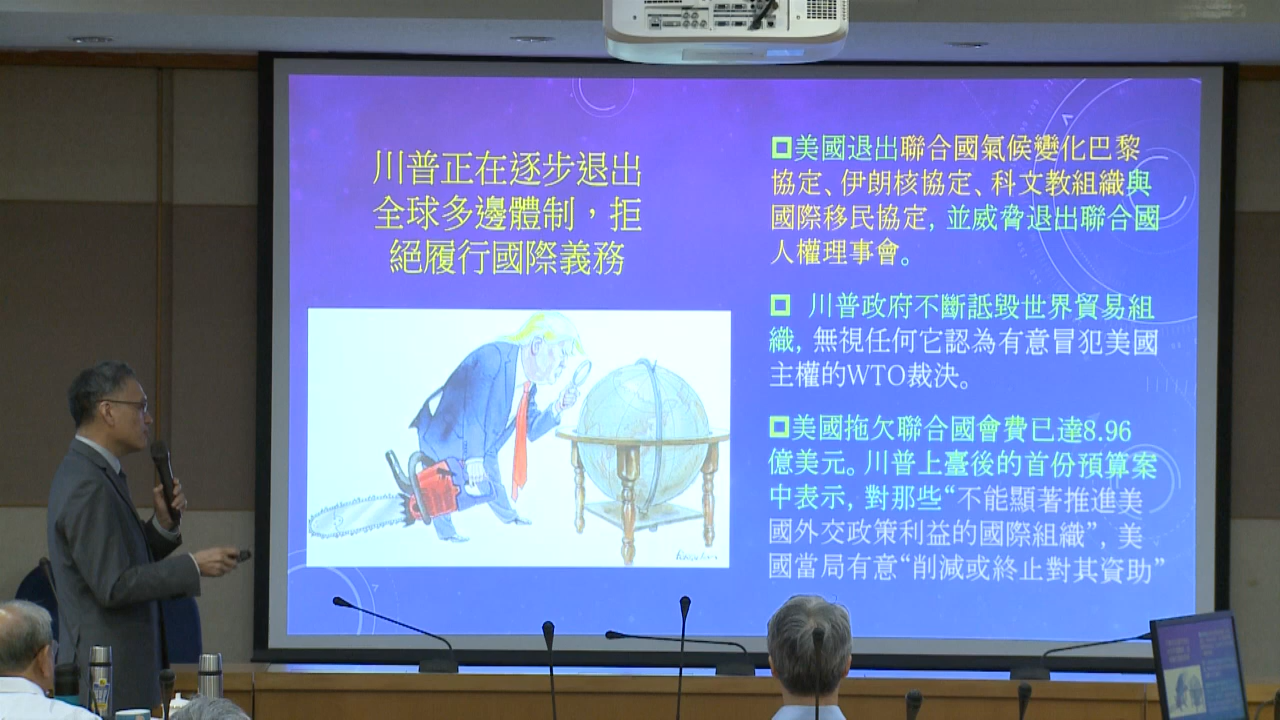 川普正在逐步退出
全球多邊體制，拒
絕履行國際義務
美國退出聯合國氣候變化巴黎
協定、伊朗核協定、科文教組織與
國際移民協定, 並威脅退出聯合國
人權理事會。
川普政府不斷詆毀世界貿易組
織, 無視任何它認為有意冒犯美國
主權的WTO裁決。
美國拖欠聯合國會費已達8.96
億美元。川普上臺後的首份預算案
中表示, 對那些“不能顯著推進美
國外交政策利益的國際組織”, 美
國當局有意“削減或終止對其資助”